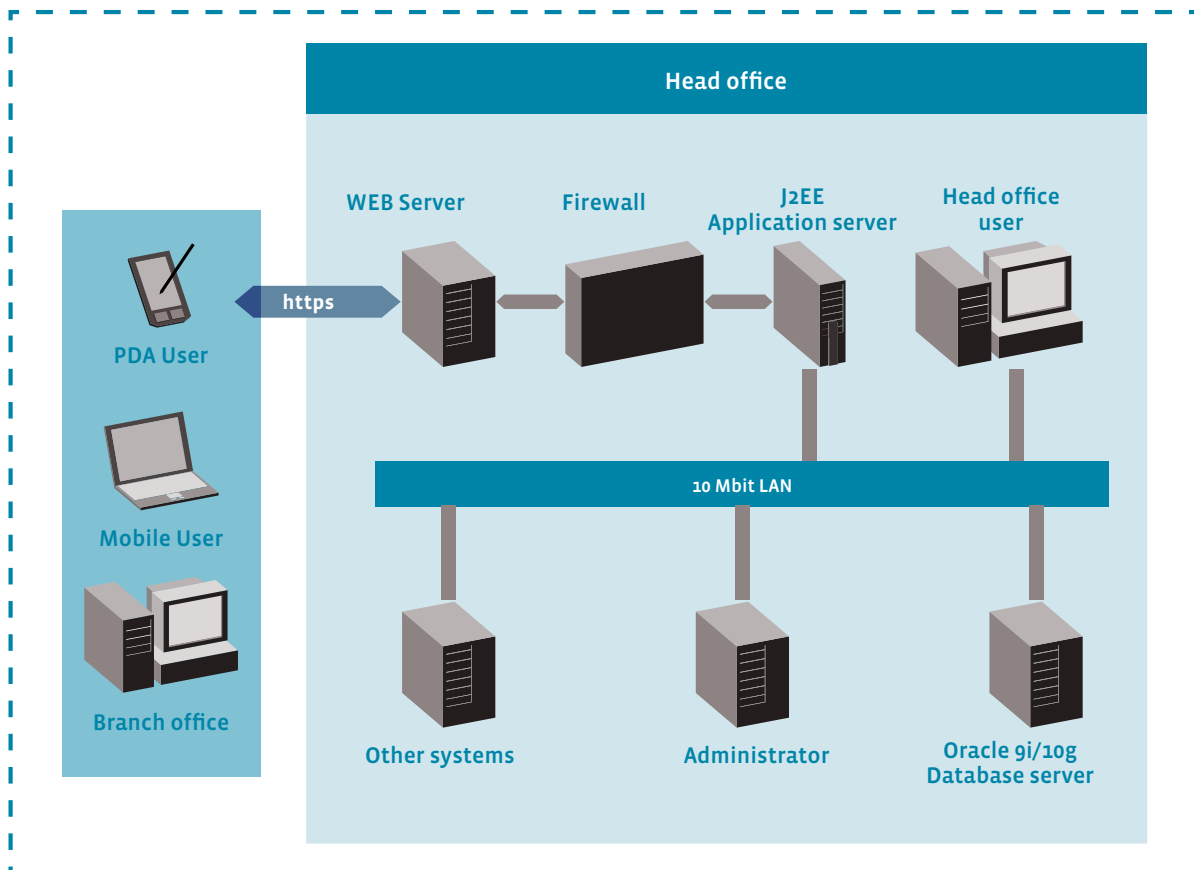 Head office
WEB Server
Firewall
J2EE
Application server
Head office
user
https
PDA User
10 Mbit LAN
Mobile User
Branch office
Other systems
Administrator
Oracle 9i/10g
Database server